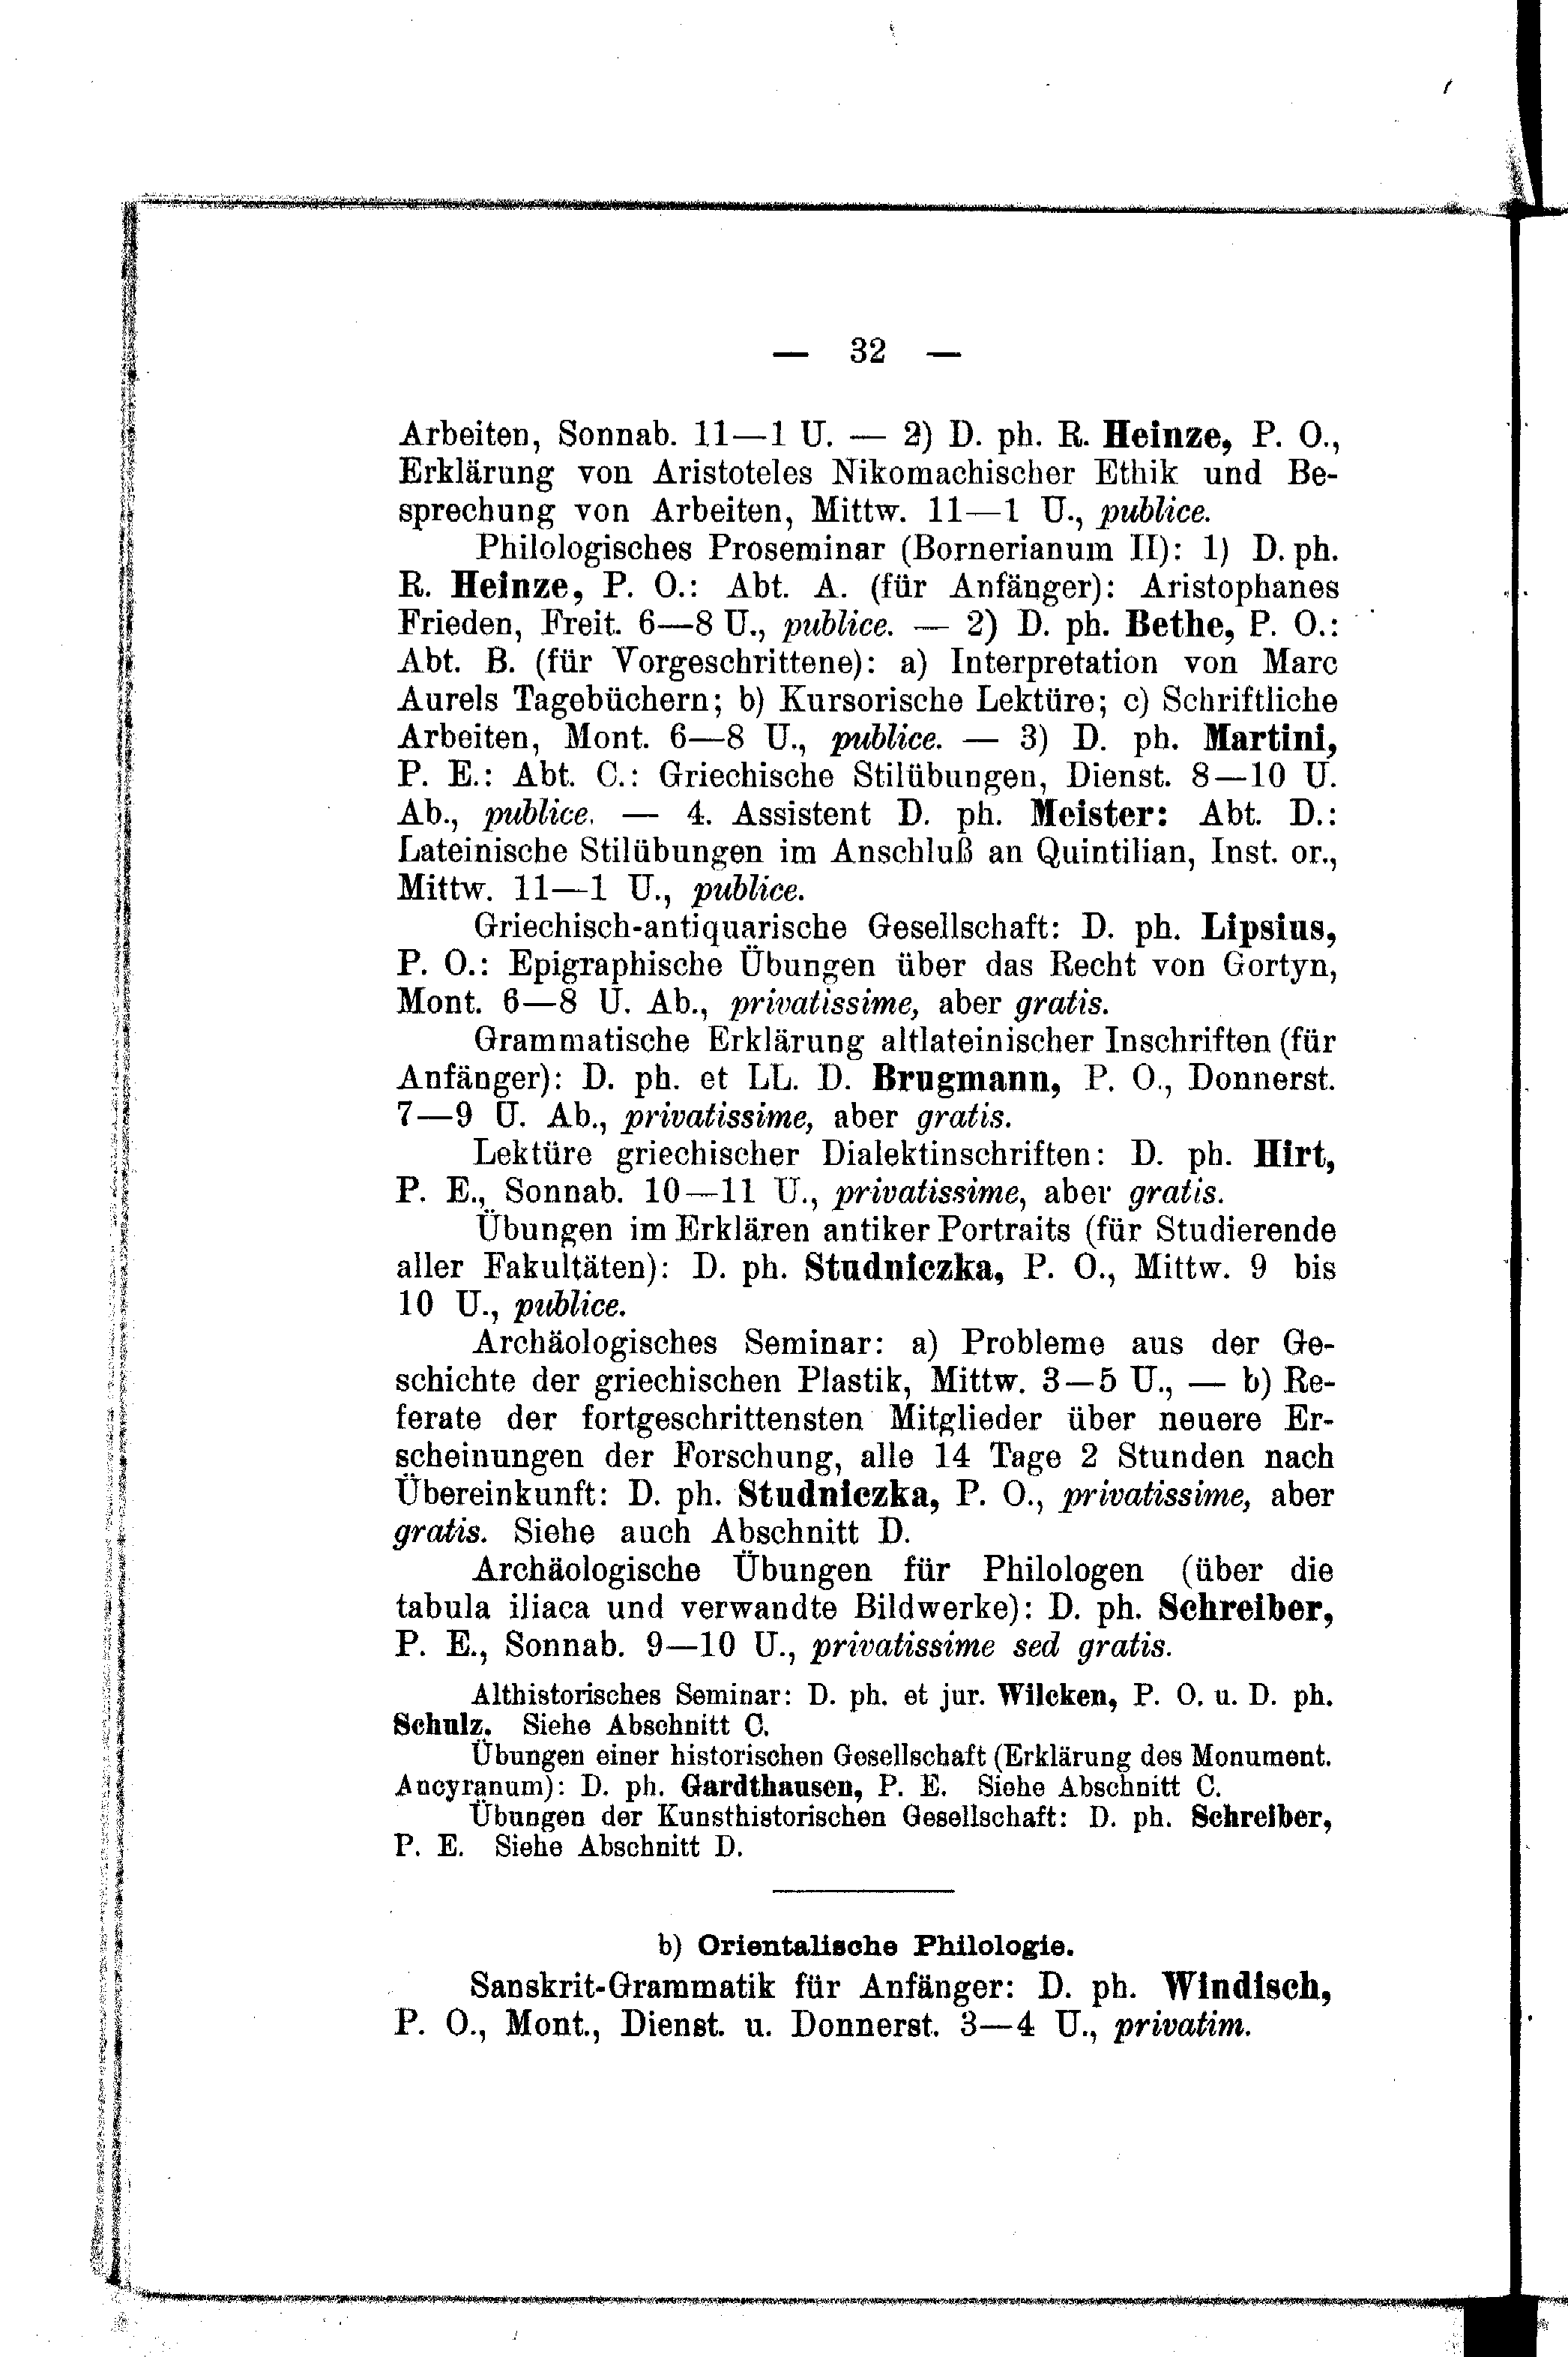 — 32 —
Arbeiten, Sonnab. 11—1 U. — 2) D. ph. R. Heinze, P. O.,
Erklärung von Aristoteles Nikomachischer Ethik und Be-
sprechung von Arbeiten, Mittw. 11—1 U., publice.
Philologisches Proseminar (Bornerianum II): 1) D. ph.
R. Heinze, P. O.: Abt. A. (für Anfänger): Aristophanes
Frieden, Freit. 6—8 U., publice. — 2) D. ph. Bethe, P. O.:
Abt. B. (für Vorgeschrittene): a) Interpretation von Marc
Aurels Tagebüchern; b) Kursorische Lektüre; c) Schriftliche
Arbeiten, Mont. 6—8 U., publice. — 3) D. ph. Martini,
P. E.: Abt. C.: Griechische Stilübungen, Dienst. 8—10 U.
Ab., publice. — 4. Assistent D. ph. Meister: Abt. D.:
Lateinische Stilübungen im Anschluß an Quintilian, Inst. or.,
Mittw. 11—1 U., publice.
Griechisch-antiquarische Gesellschaft: D. ph. Lipsius,
P. O.: Epigraphische Übungen über das Recht von Gortyn,
Mont. 6—8 U. Ab., privatissime, aber gratis.
Grammatische Erklärung altlateinischer Inschriften (für
Anfänger): D. ph. et LL. D. Brugmann, P. O., Donnerst.
7—9 U. Ab., privatissime, aber gratis.
Lektüre griechischer Dialektinschriften: D. ph. Hirt,
P. E., Sonnab. 10—11 U., privatissime, aber gratis.
Übungen im Erklären antiker Portraits (für Studierende
aller Fakultäten): D. ph. Studniczka, P. O., Mittw. 9 bis
10 U., publice.
Archäologisches Seminar: a) Probleme aus der Ge-
schichte der griechischen Plastik, Mittw. 3—5 U., — b) Re-
ferate der fortgeschrittensten Mitglieder über neuere Er-
scheinungen der Forschung, alle 14 Tage 2 Stunden nach
Übereinkunft: D. ph. Studniczka, P. O., privatissime, aber
gratis. Siehe auch Abschnitt D.
Archäologische Übungen für Philologen (über die
tabula iliaca und verwandte Bildwerke): D. ph. Schreiber,
P. E., Sonnab. 9—10 U., privatissime sed gratis.
Althistorisches Seminar: D. ph. et jur. Wilcken, P. O. u. D. ph.
Schulz. Siehe Abschnitt C.
Übungen einer historischen Gesellschaft (Erklärung des Monument.
Ancyranum): D. ph. Gardthausen, P. E. Siehe Abschnitt C.
Übungen der Kunsthistorischen Gesellschaft: D. ph. Schreiber,
P. E. Siehe Abschnitt D.
b) Orientalische Philologie.
Sanskrit-Grammatik für Anfänger: D. ph. Windisch,
P. O., Mont., Dienst. u. Donnerst. 3—4 U., privatim.